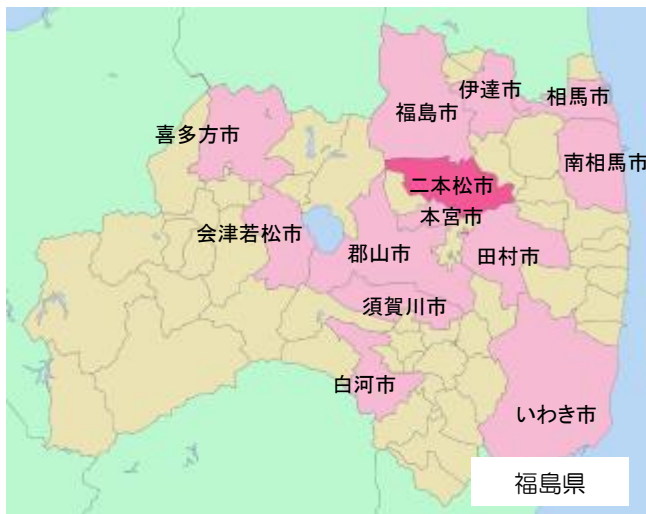 伊達市
相馬市
福島市
喜多方市
南相馬市
二本松市
本宮市
会津若松市
郡山市
田村市
須賀川市
白河市
いわき市
福島県